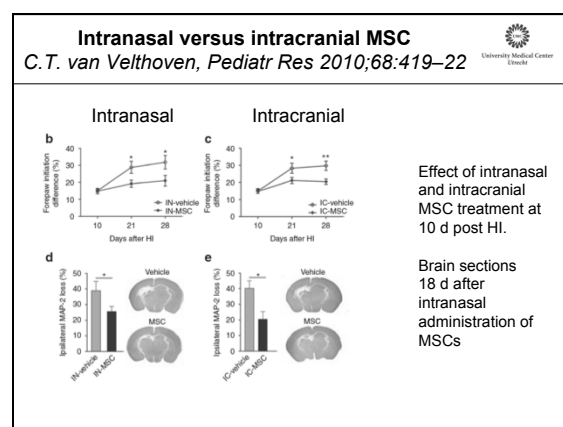 Intranasal versus intracranial MSC
C.T. van Velthoven, Pediatr Res 2010;68:419–22
UMC
University Medical Center
Utrecht
Intranasal
Intracranial
b
Forepaw initiation
difference (%)
40
30
20
10
0
*
*
IN-vehicle
IN-MSC
10
21
28
Days after HI
c
Forepaw initiation
difference (%)
40
30
20
10
0
*
**
IC-vehicle
IC-MSC
10
21
28
Days after HI
d
Ipsilateral MAP-2 loss (%)
50
40
30
20
10
0
*
IN-vehicle
IN-MSC
Vehicle
MSC
e
Ipsilateral MAP-2 loss (%)
50
40
30
20
10
0
*
IC-vehicle
IC-MSC
Vehicle
MSC
Effect of intranasal
and intracranial
MSC treatment at
10 d post HI.
Brain sections
18 d after
intranasal
administration of
MSCs